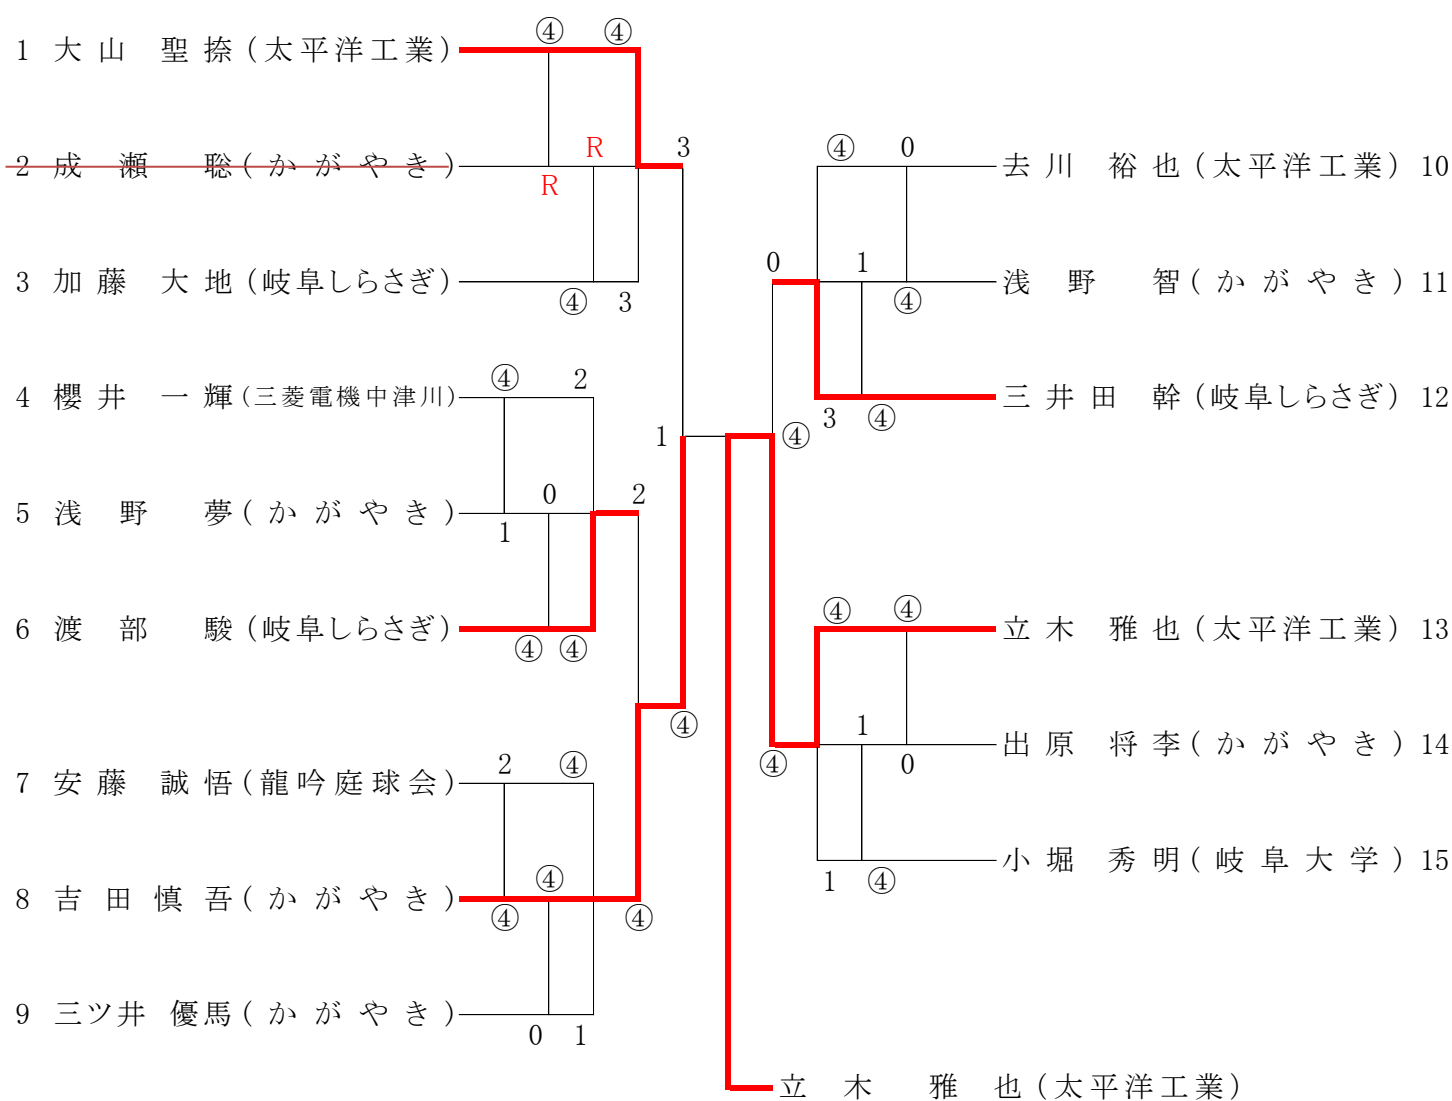 ④ ④
1 大山 聖捺(太平洋工業)
R 3
2 成瀬 聡(かがやき)
R
3 加藤 大地(岐阜しらさぎ)
④ 3
④ 2
4 櫻井 一輝(三菱電機中津川)
1
0 2
5 浅野 夢(かがやき)
1
6 渡部 駿(岐阜しらさぎ)
④ ④
④
2 ④
7 安藤 誠悟(龍吟庭球会)
④
8 吉田慎吾(かがやき)
④ ④
9 三ツ井 優馬(かがやき)
0 1
④ 0
去川 裕也(太平洋工業) 10
0 1
浅野 智(かがやき) 11
④
三井田 幹(岐阜しらさぎ) 12
3 ④
④
④ ④
立木 雅也(太平洋工業) 13
1
出原 将李(かがやき) 14
④ 0
小堀 秀明(岐阜大学) 15
1 ④
立木 雅也(太平洋工業)